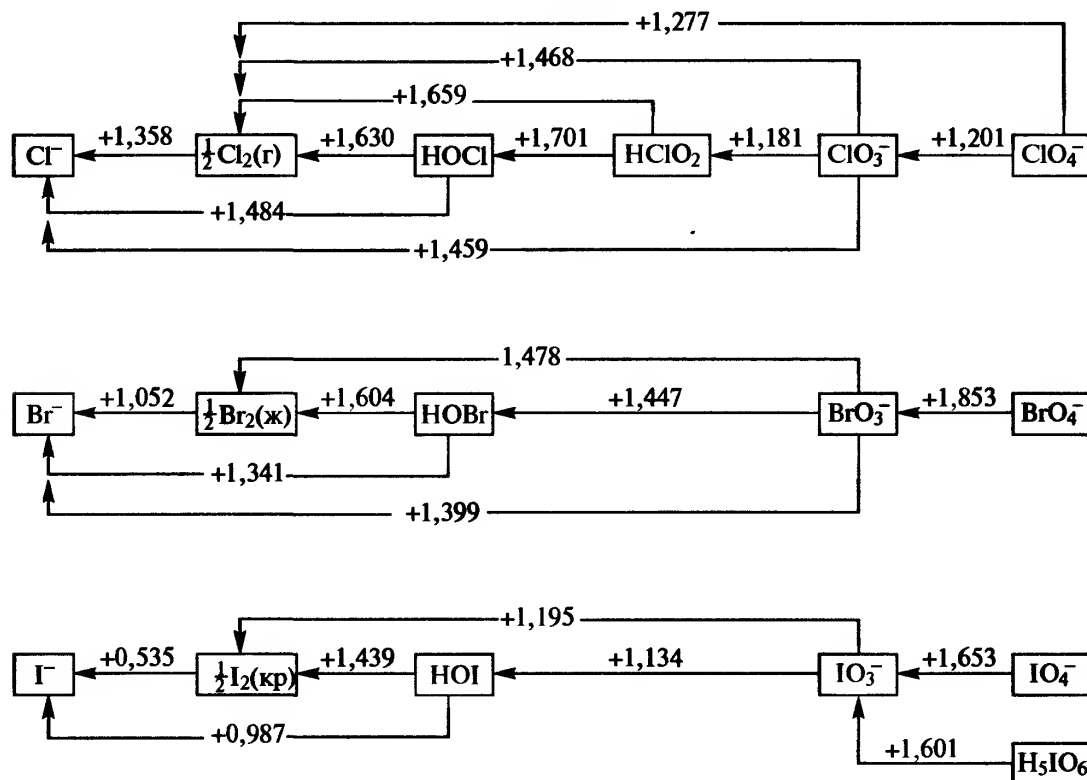 +1,277
+1,468
+1,659
Cl⁻ +1,358 ½Cl₂(г) +1,630 HOCl +1,701 HClO₂ +1,181 ClO₃⁻ +1,201 ClO₄⁻
+1,484
+1,459
1,478
Br⁻ +1,052 ½Br₂(ж) +1,604 HOBr +1,447 BrO₃⁻ +1,853 BrO₄⁻
+1,341
+1,399
+1,195
I⁻ +0,535 ½I₂(кр) +1,439 HOI +1,134 IO₃⁻ +1,653 IO₄⁻
+0,987
+1,601 H₅IO₆